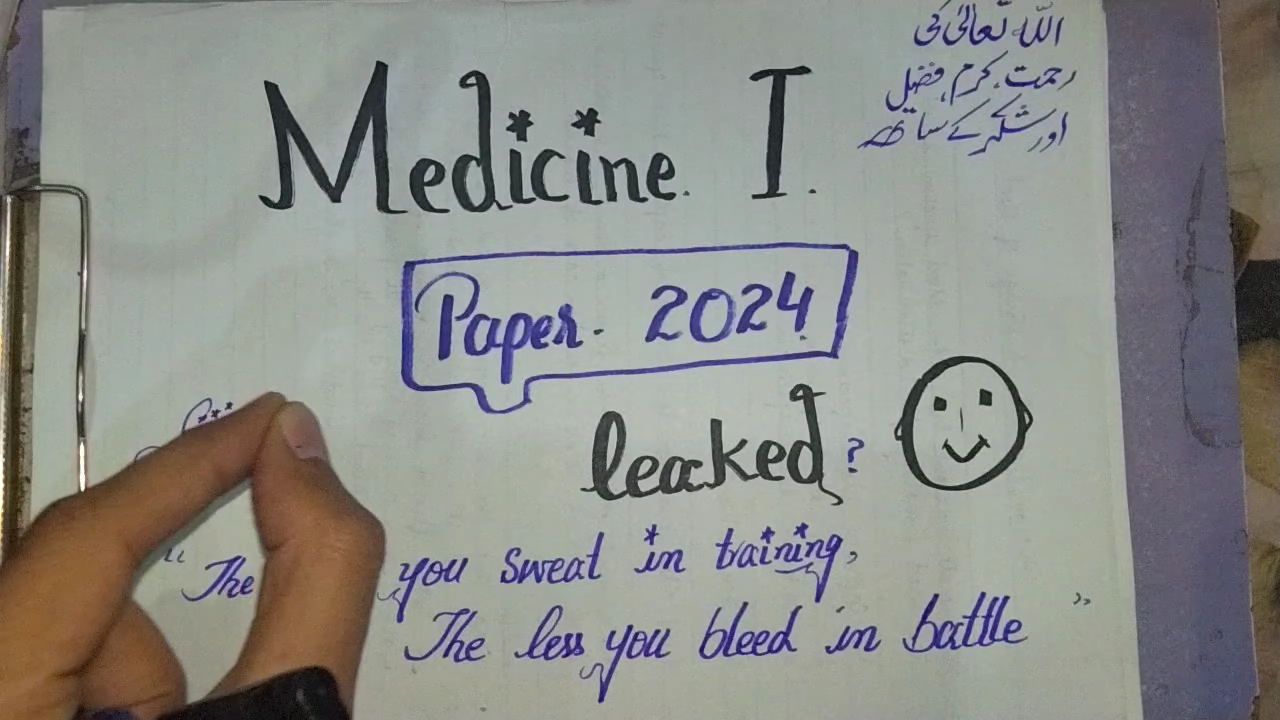 اللہ تعالیٰ کی
رحمت، کرم، فضل
اور شکر کے ساتھ
Medicine. I.
Paper. 2024.
leaked?
"The you sweat in taining,
The less you bleed in battle"